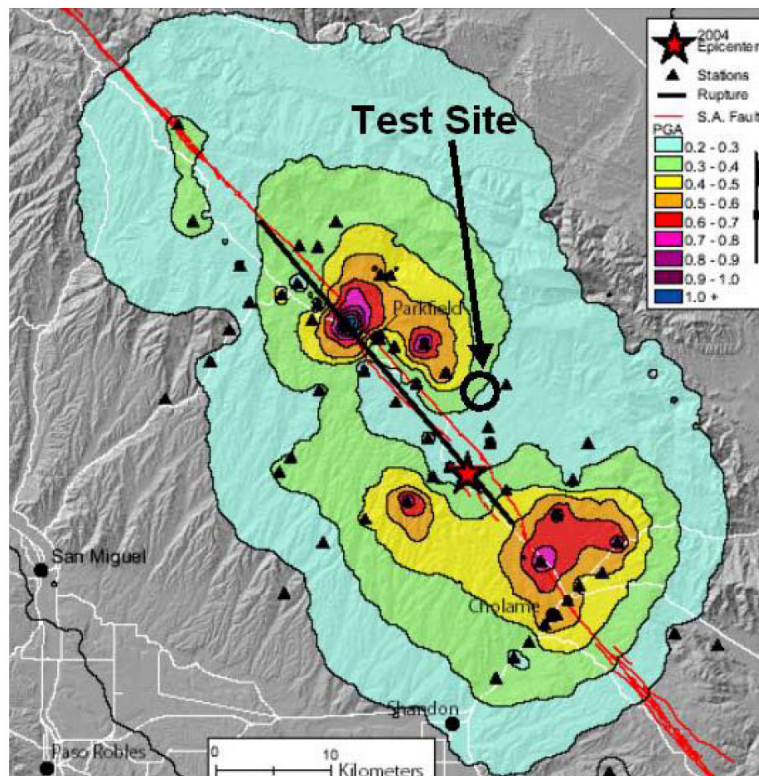 2004
Epicenter
Stations
Rupture
S.A. Fault
PGA
0.2 - 0.3
0.3 - 0.4
0.4 - 0.5
0.5 - 0.6
0.6 - 0.7
0.7 - 0.8
0.8 - 0.9
0.9 - 1.0
1.0 +
Test Site
Parkfield
San Miguel
Cholame
Shandon
Paso Robles
0 10
Kilometers